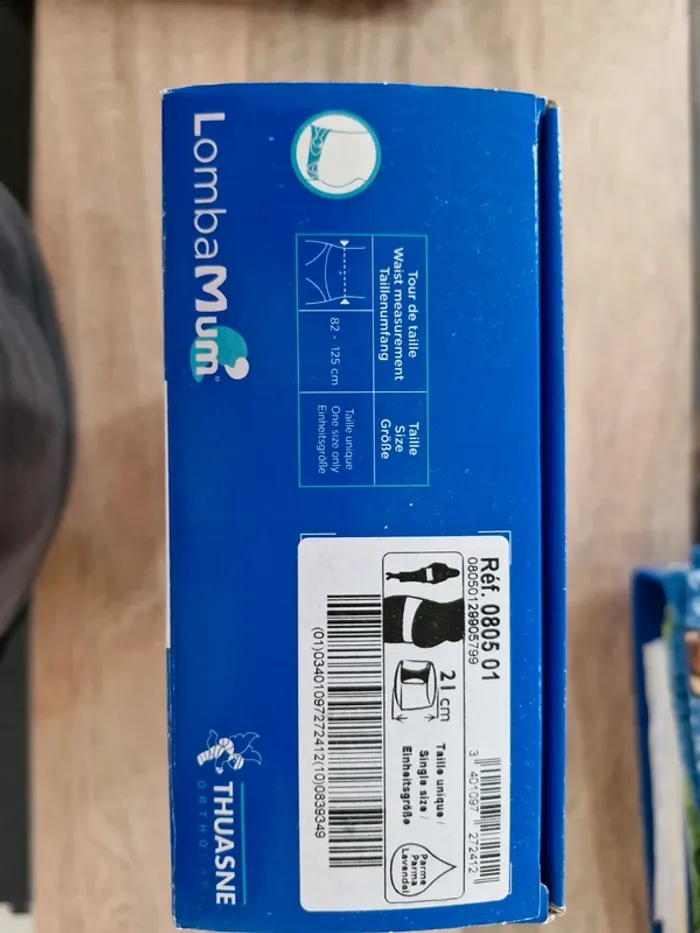 LombaMum®
Tour de taille
Waist measurement
Taillenumfang
Taille
Size
Größe
82 - 125 cm
Taille unique
One size only
Einheitsgröße
Réf. 0805 01
08050129905799
21 cm
Taille unique /
Single size /
Einheitsgröße
Parme
Parma
Lavendel
3 401097 272412
(01)03401097272412(10)0839349
THUASNE